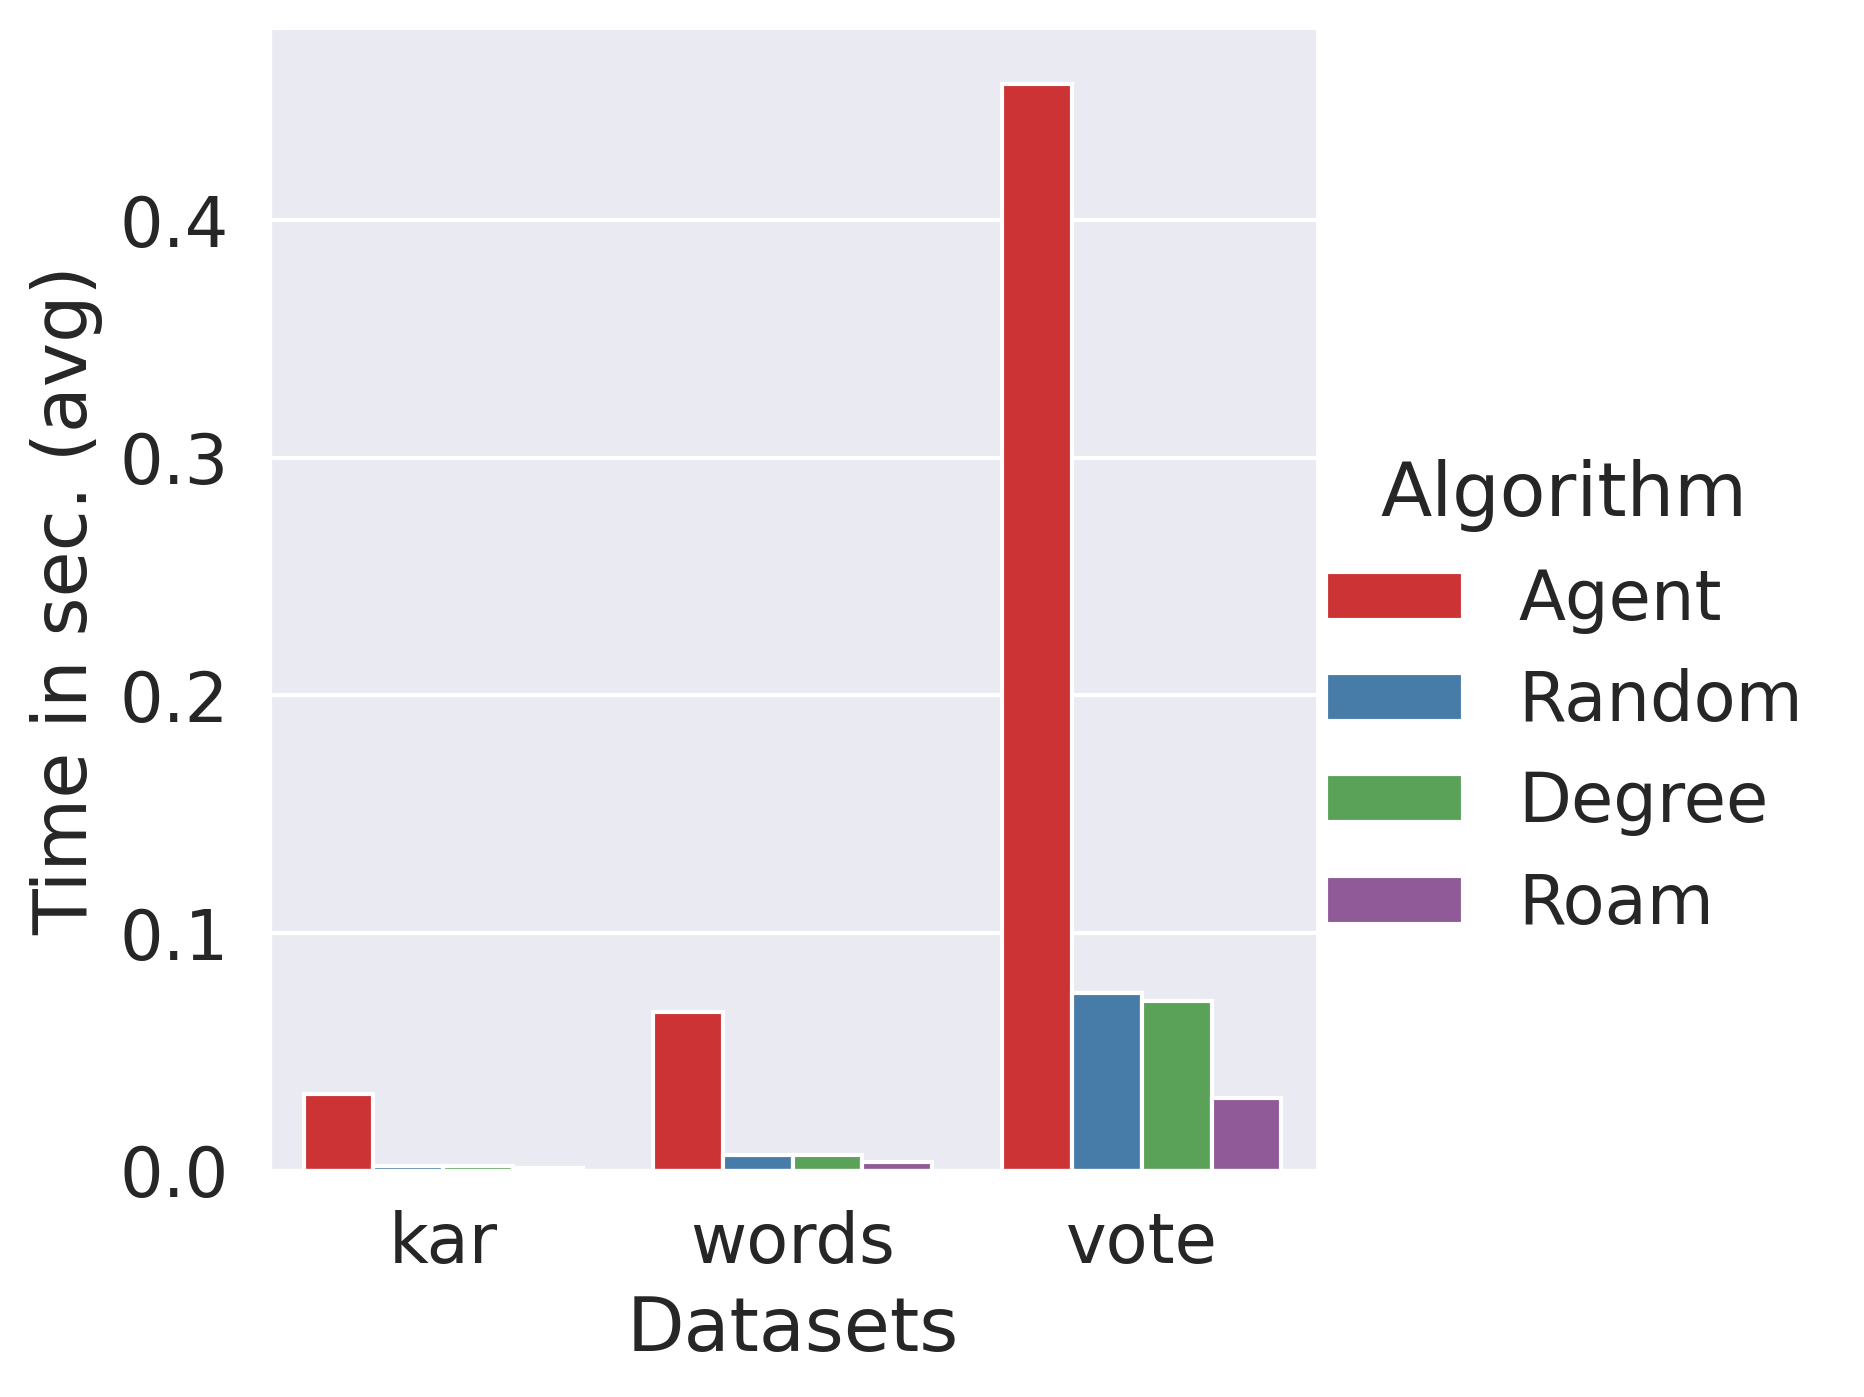 Time in sec. (avg)
0.4
0.3
0.2
0.1
0.0
kar
words
vote
Datasets
Algorithm
Agent
Random
Degree
Roam